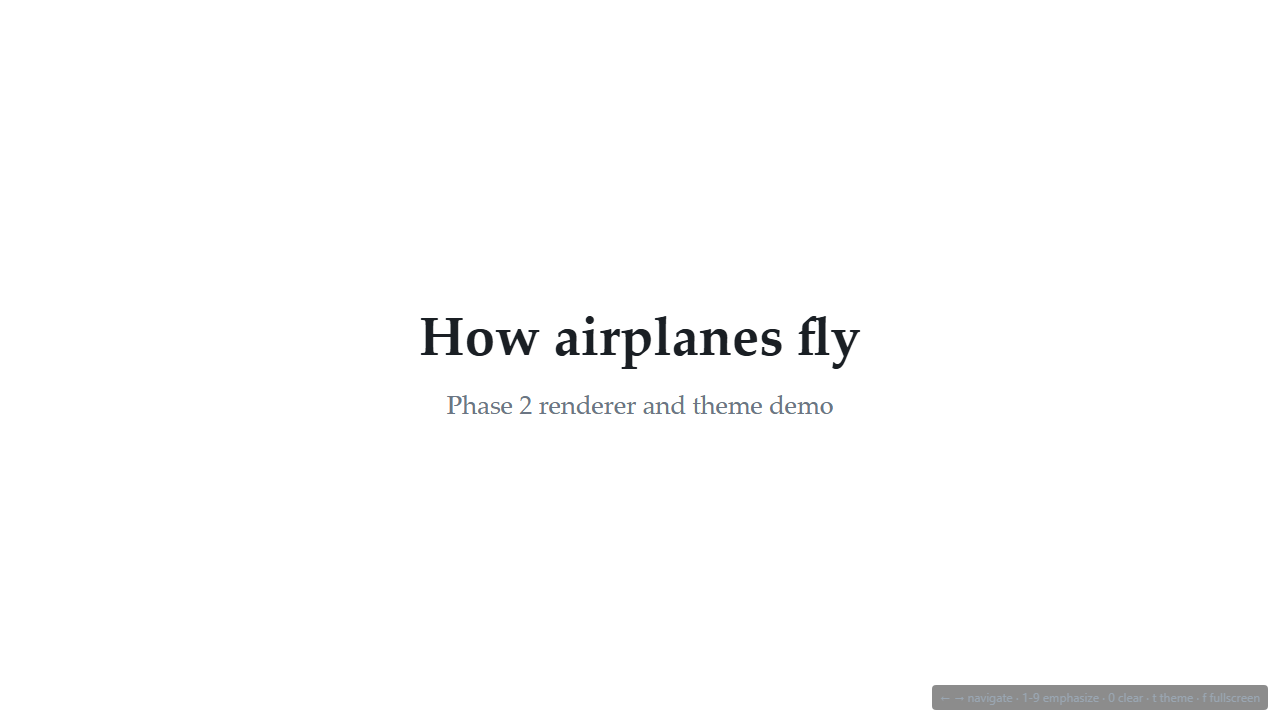 How airplanes fly
Phase 2 renderer and theme demo
← → navigate · 1-9 emphasize · 0 clear · t theme · f fullscreen